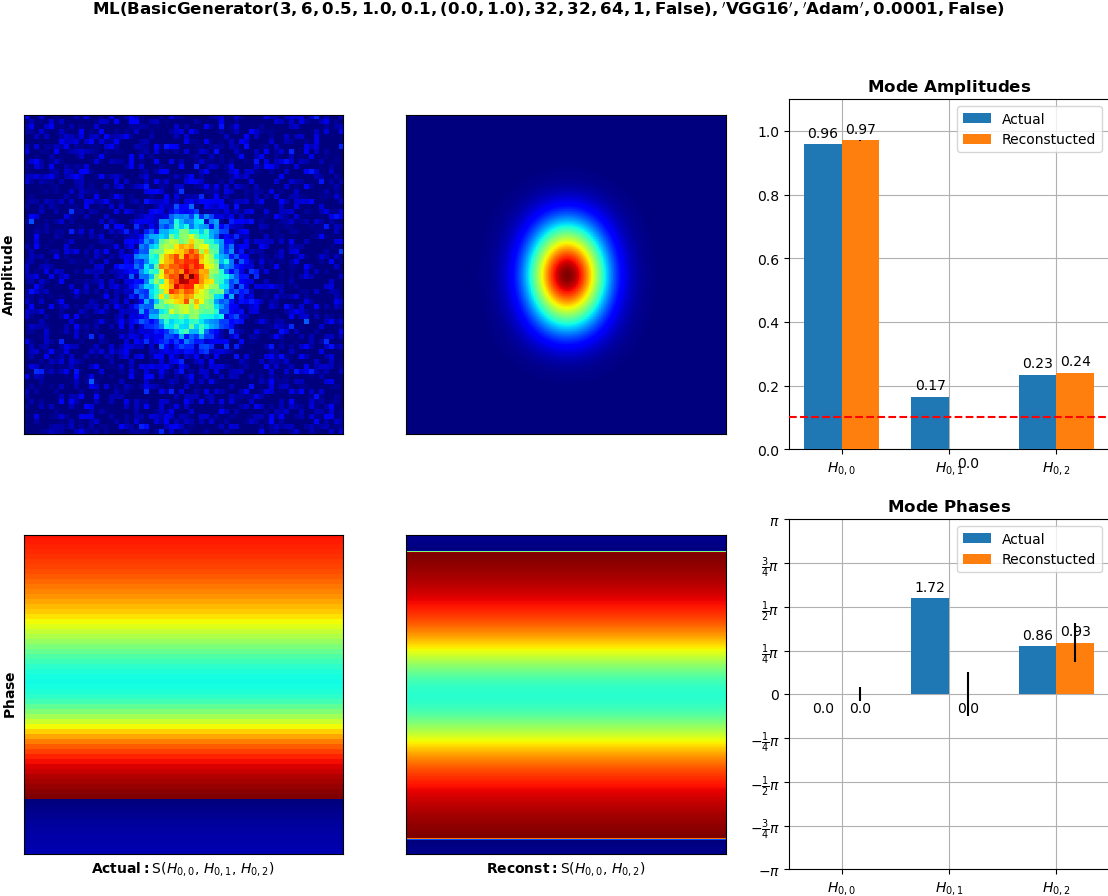 ML(BasicGenerator(3, 6, 0.5, 1.0, 0.1, (0.0, 1.0), 32, 32, 64, 1, False), ′VGG16′, ′Adam′, 0.0001, False)
Amplitude
Mode Amplitudes
Actual
Reconstucted
1.0
0.8
0.6
0.4
0.2
0.0
0.96
0.97
0.17
0.0
0.23
0.24
H0,0
H0,1
H0,2
Phase
Actual: S(H0,0, H0,1, H0,2)
Reconst: S(H0,0, H0,2)
Mode Phases
Actual
Reconstucted
π
3/4π
1/2π
1/4π
0
−1/4π
−1/2π
−3/4π
−π
0.0
0.0
1.72
0.0
0.86
0.93
H0,0
H0,1
H0,2